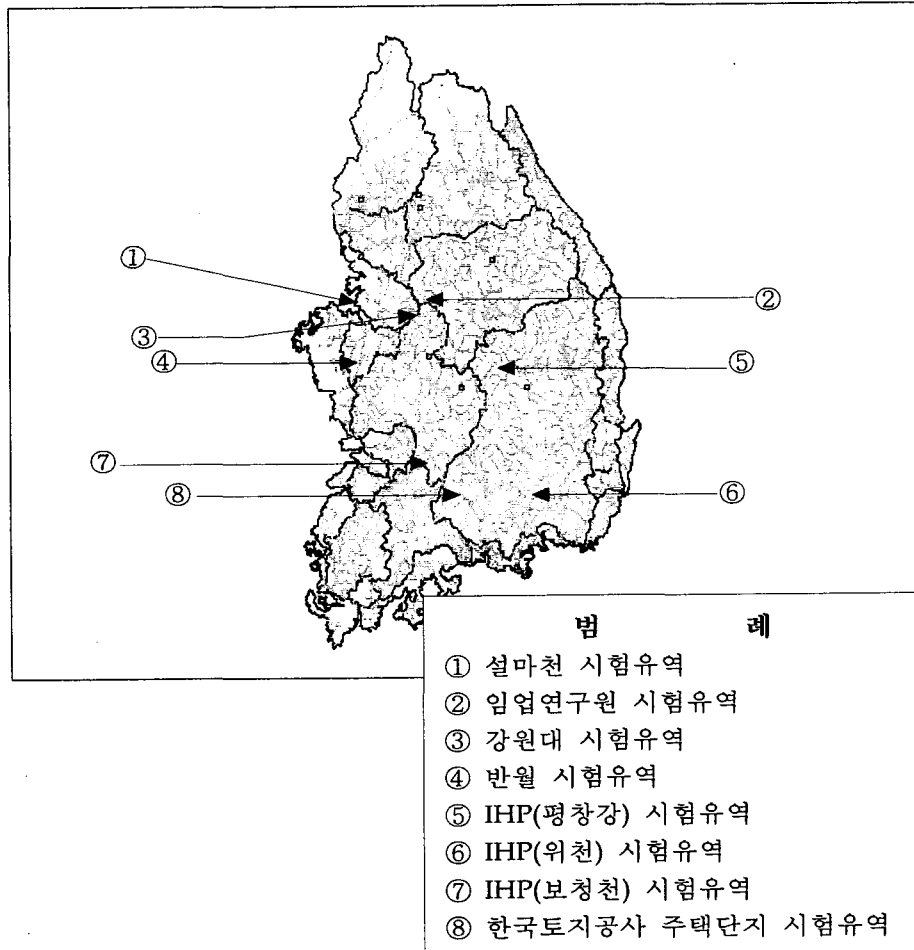 ①
②
③
④
⑤
⑦
⑧
⑥
범 례
① 설마천 시험유역
② 임업연구원 시험유역
③ 강원대 시험유역
④ 반월 시험유역
⑤ IHP(평창강) 시험유역
⑥ IHP(위천) 시험유역
⑦ IHP(보청천) 시험유역
⑧ 한국토지공사 주택단지 시험유역